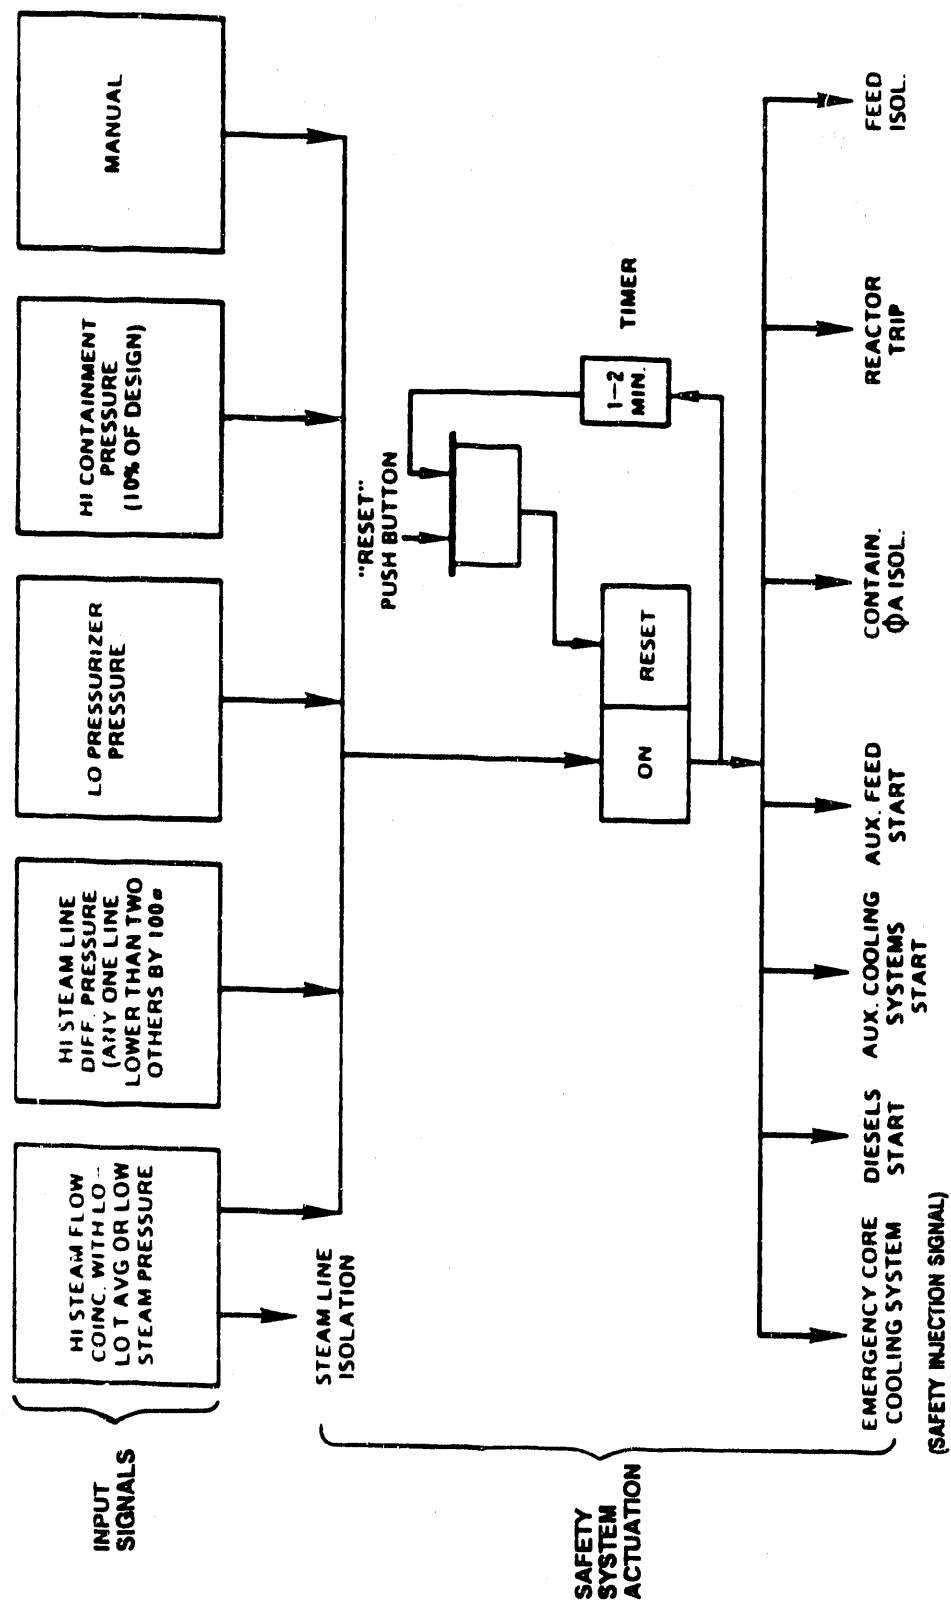 INPUT
SIGNALS
HI STEAM FLOW
COINC. WITH LO –
LO T AVG OR LOW
STEAM PRESSURE
HI STEAM LINE
DIFF. PRESSURE
(ANY ONE LINE
LOWER THAN TWO
OTHERS BY 100#
LO PRESSURIZER
PRESSURE
HI CONTAINMENT
PRESSURE
(10% OF DESIGN)
MANUAL
STEAM LINE
ISOLATION
"RESET"
PUSH BUTTON
1–2
MIN.
TIMER
ON
RESET
SAFETY
SYSTEM
ACTUATION
EMERGENCY CORE
COOLING SYSTEM
(SAFETY INJECTION SIGNAL)
DIESELS
START
AUX. COOLING
SYSTEMS
START
AUX. FEED
START
CONTAIN.
ΦA ISOL.
REACTOR
TRIP
FEED
ISOL.